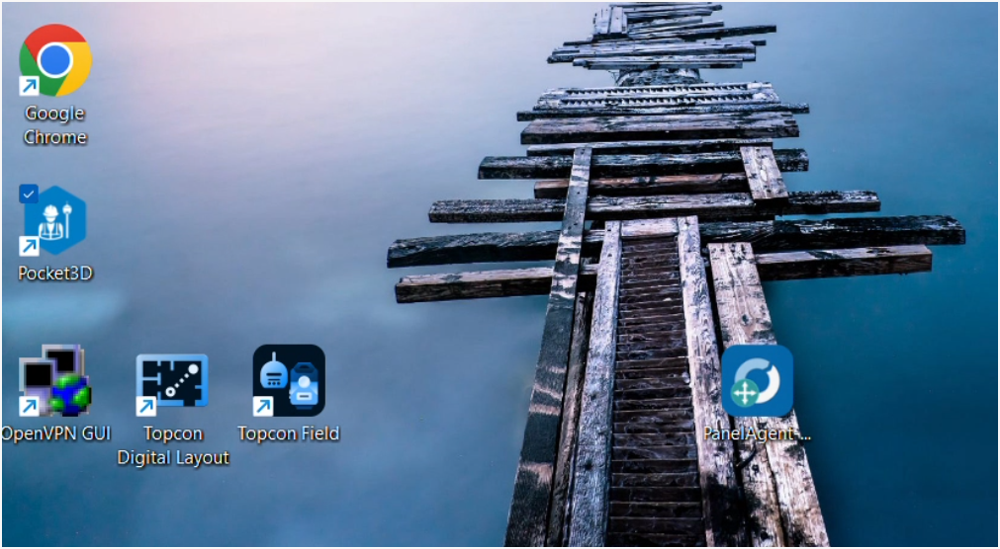 Google
Chrome
Pocket3D
OpenVPN GUI
Topcon
Digital Layout
Topcon Field
PanelAgent-...